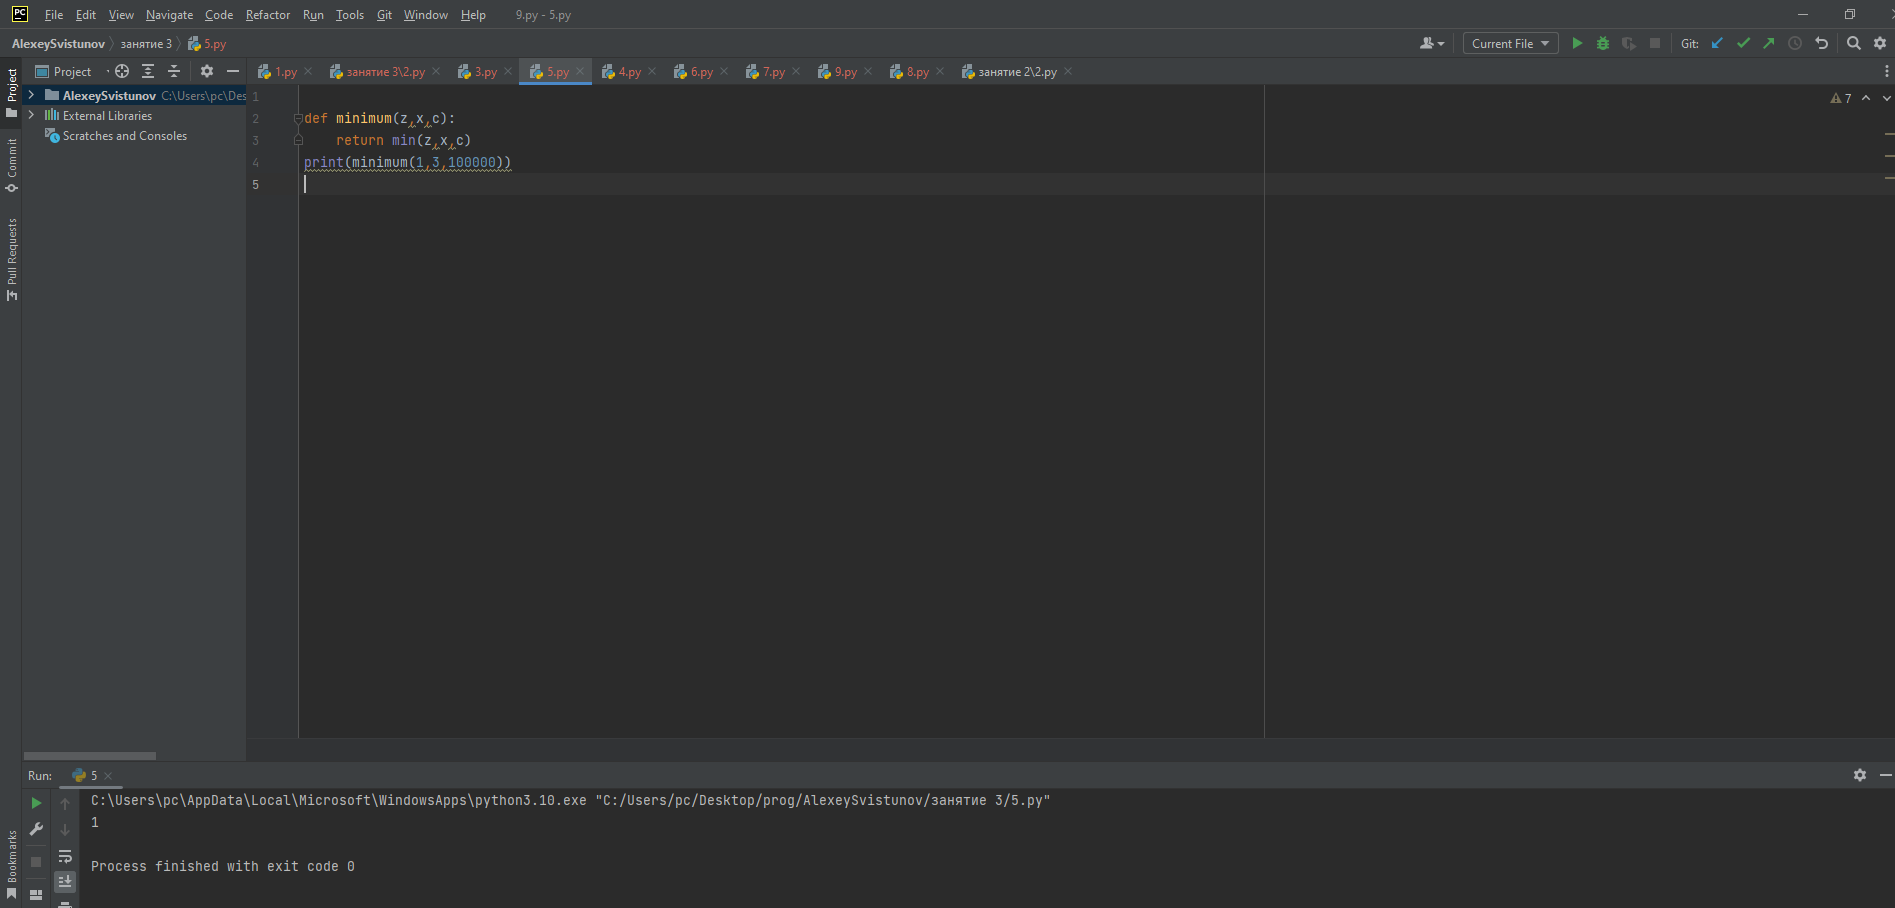 PC File Edit View Navigate Code Refactor Run Tools Git Window Help 9.py - 5.py
AlexeySvistunov занятие 3 5.py Current File Git:
Project 1.py занятие 3\2.py 3.py 5.py 4.py 6.py 7.py 9.py 8.py занятие 2\2.py
AlexeySvistunov C:\Users\pc\Des
External Libraries
Scratches and Consoles
Project
Commit
Pull Requests
Bookmarks
7
1
2 def minimum(z,x,c):
3 return min(z,x,c)
4 print(minimum(1,3,100000))
5
Run: 5
C:\Users\pc\AppData\Local\Microsoft\WindowsApps\python3.10.exe "C:/Users/pc/Desktop/prog/AlexeySvistunov/занятие 3/5.py"
1
Process finished with exit code 0